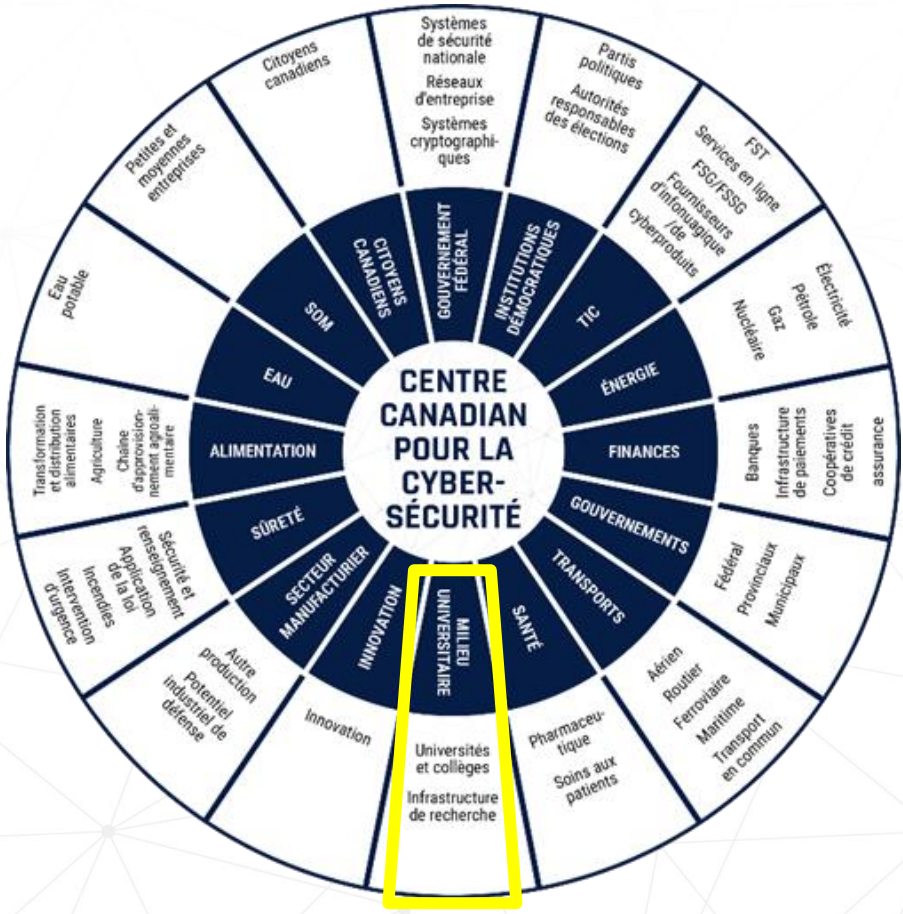 CENTRE
CANADIAN
POUR LA
CYBER-
SÉCURITÉ
GOUVERNEMENT
FÉDÉRAL
Systèmes
de sécurité
nationale
Réseaux
d'entreprise
Systèmes
cryptographi-
ques
INSTITUTIONS
DÉMOCRATIQUES
Partis
politiques
Autorités
responsables
des élections
TIC
FST
Services en ligne
FSG/FSSG
Fournisseurs
d'infonuagique
/de
cyberproduits
ÉNERGIE
Électricité
Pétrole
Gaz
Nucléaire
FINANCES
Banques
Infrastructure
de paiements
Coopératives
de crédit
assurance
GOUVERNEMENTS
Fédéral
Provinciaux
Municipaux
TRANSPORTS
Aérien
Routier
Ferroviaire
Maritime
Transport
en commun
SANTÉ
Pharmaceu-
tique
Soins aux
patients
MILIEU
UNIVERSITAIRE
Universités
et collèges
Infrastructure
de recherche
INNOVATION
Innovation
SECTEUR
MANUFACTURIER
Autre
production
Potentiel
industriel de
défense
SÛRETÉ
Sécurité et
renseignement
Application
de la loi
Incendies
Intervention
d'urgence
ALIMENTATION
Transformation
et distribution
alimentaires
Agriculture
Chaîne
d'approvision-
nement agroali-
mentaire
EAU
Eau
potable
SOM
Petites et
moyennes
entreprises
CITOYENS
CANADIENS
Citoyens
canadiens